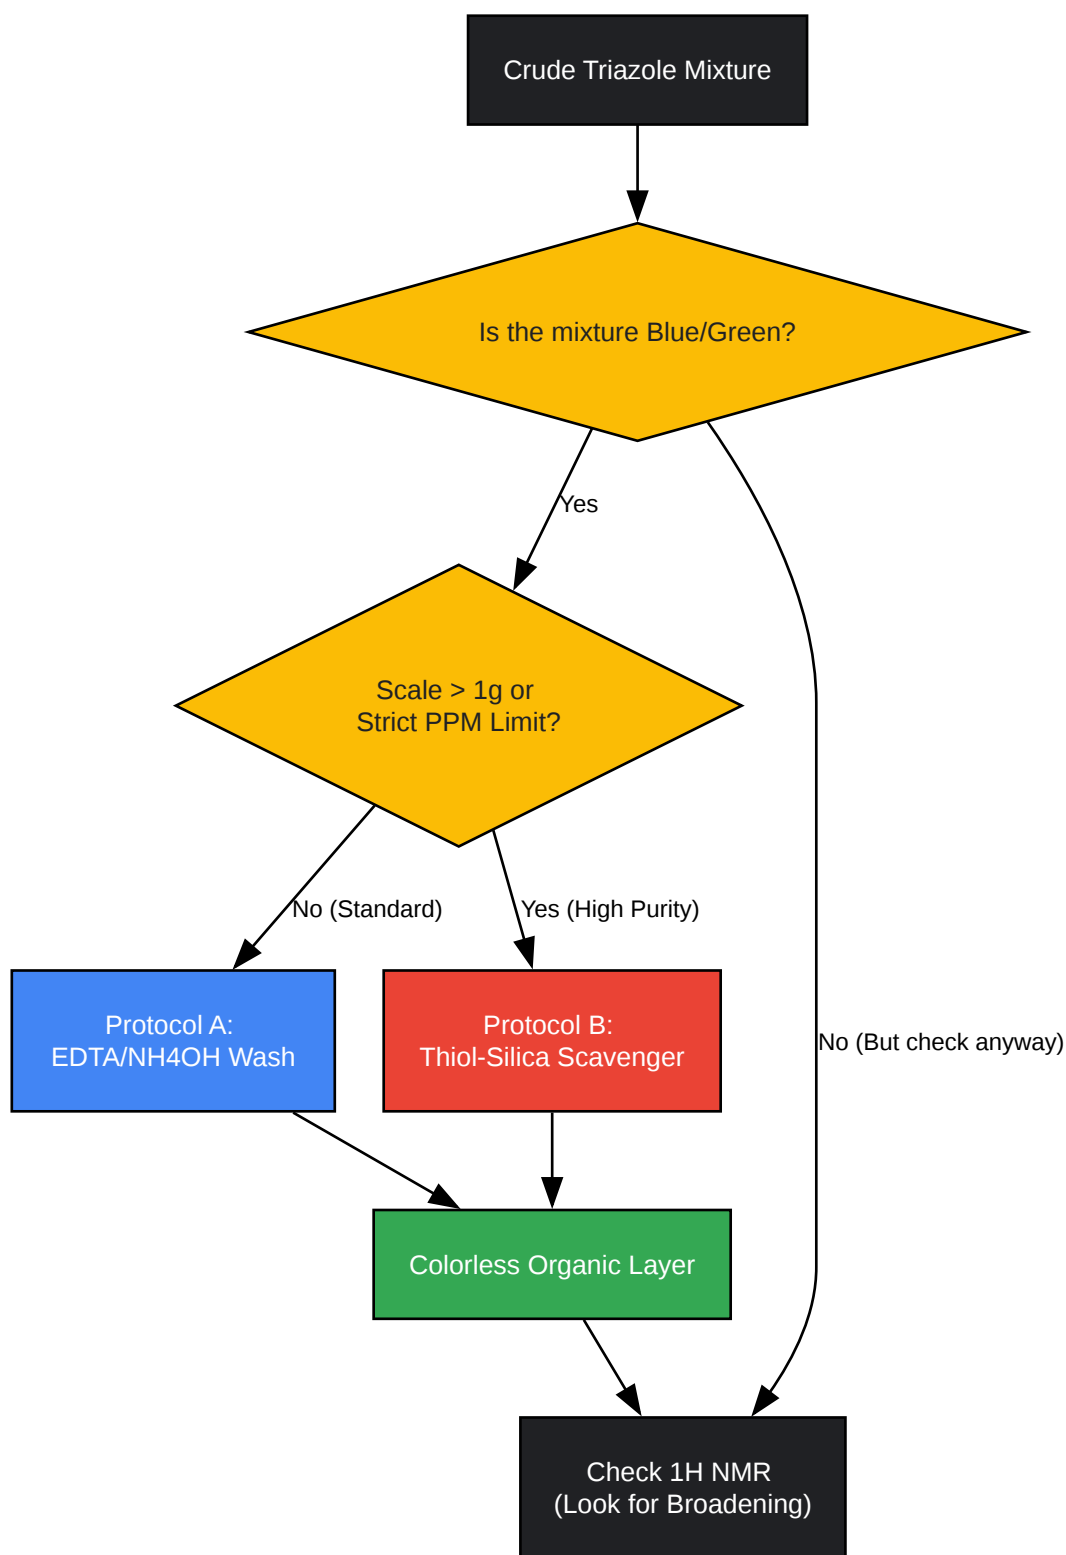 Crude Triazole Mixture
Is the mixture Blue/Green?
Yes
Scale > 1g or
Strict PPM Limit?
No (Standard)
Yes (High Purity)
Protocol A:
EDTA/NH4OH Wash
Protocol B:
Thiol-Silica Scavenger
No (But check anyway)
Colorless Organic Layer
Check 1H NMR
(Look for Broadening)